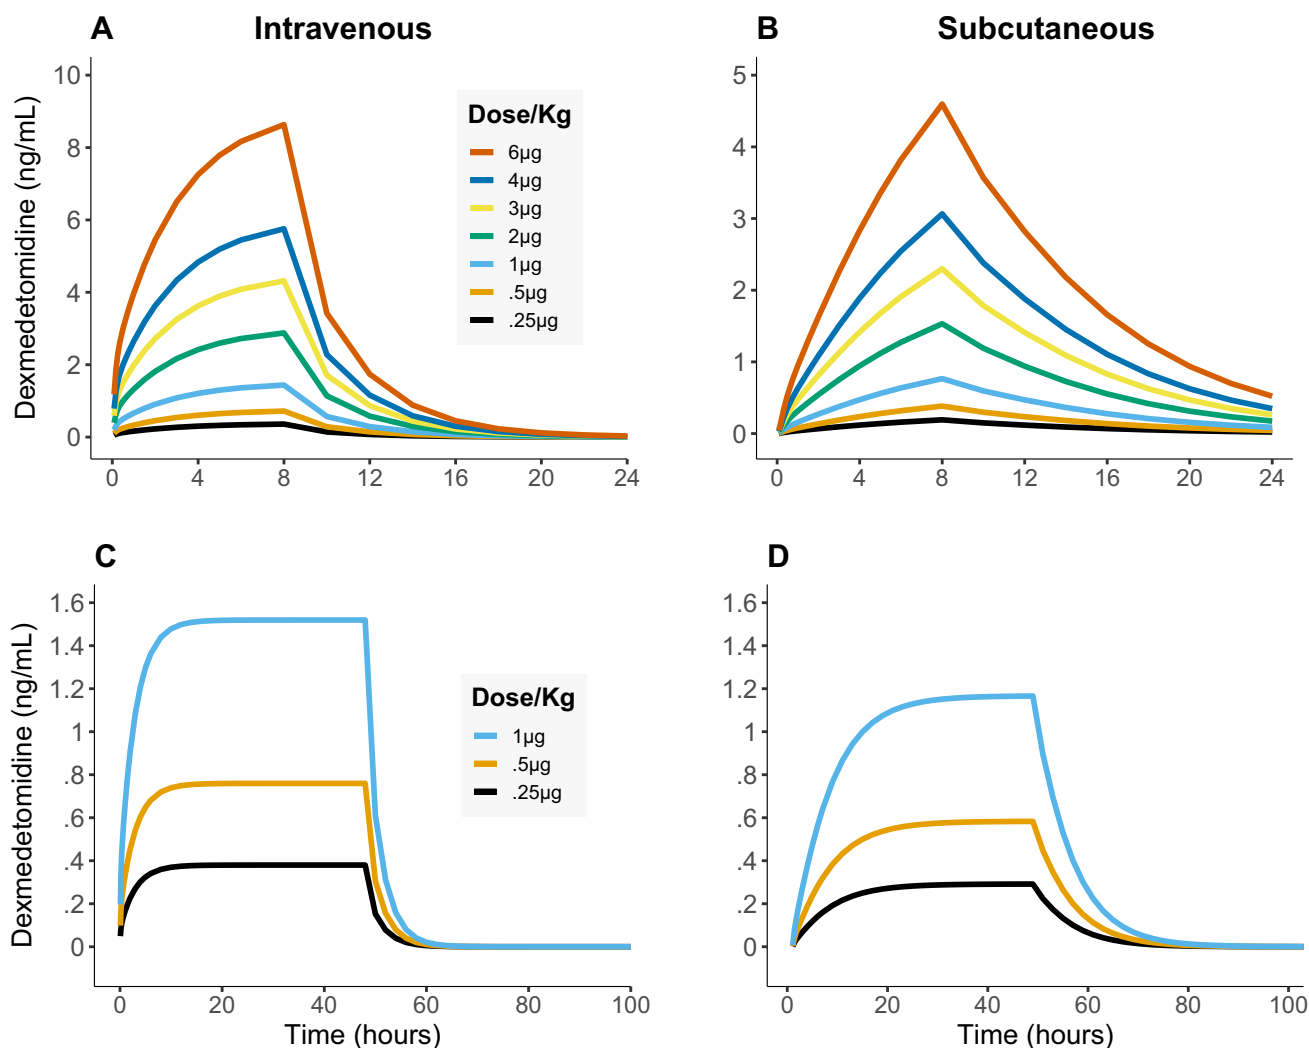 A Intravenous
B Subcutaneous
Dexmedetomidine (ng/mL)
10
8
6
4
2
0
0 4 8 12 16 20 24
Dose/Kg
6µg
4µg
3µg
2µg
1µg
.5µg
.25µg
5
4
3
2
1
0
0 4 8 12 16 20 24
C
D
Dexmedetomidine (ng/mL)
1.6
1.4
1.2
1
.8
.6
.4
.2
0
0 20 40 60 80 100
Time (hours)
Dose/Kg
1µg
.5µg
.25µg
1.6
1.4
1.2
1
.8
.6
.4
.2
0
0 20 40 60 80 100
Time (hours)